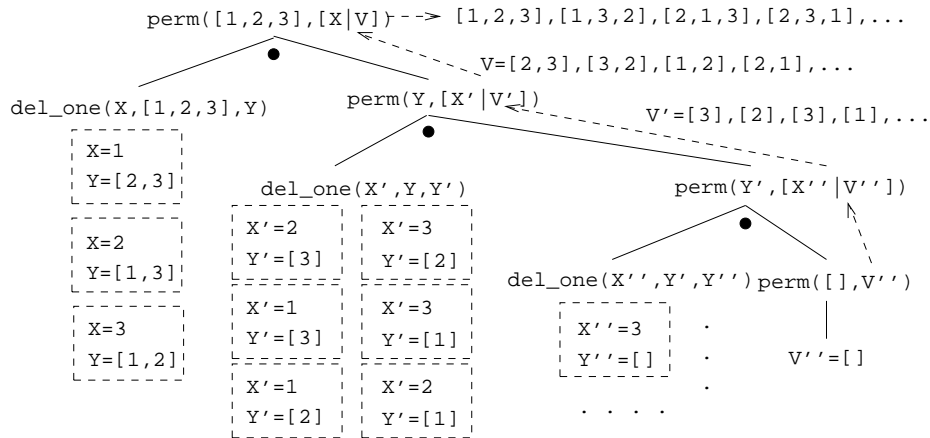 perm([1,2,3],[X|V]) [1,2,3],[1,3,2],[2,1,3],[2,3,1],...
V=[2,3],[3,2],[1,2],[2,1],...
del_one(X,[1,2,3],Y) perm(Y,[X'|V']) V'=[3],[2],[3],[1],...
X=1
Y=[2,3]
del_one(X',Y,Y') perm(Y',[X''|V''])
X=2
Y=[1,3]
X'=2 X'=3
Y'=[3] Y'=[2]
del_one(X'',Y',Y'') perm([],V'')
X=3
Y=[1,2]
X'=1 X'=3
Y'=[3] Y'=[1]
X''=3
Y''=[]
V''=[]
X'=1 X'=2
Y'=[2] Y'=[1]
. . . .